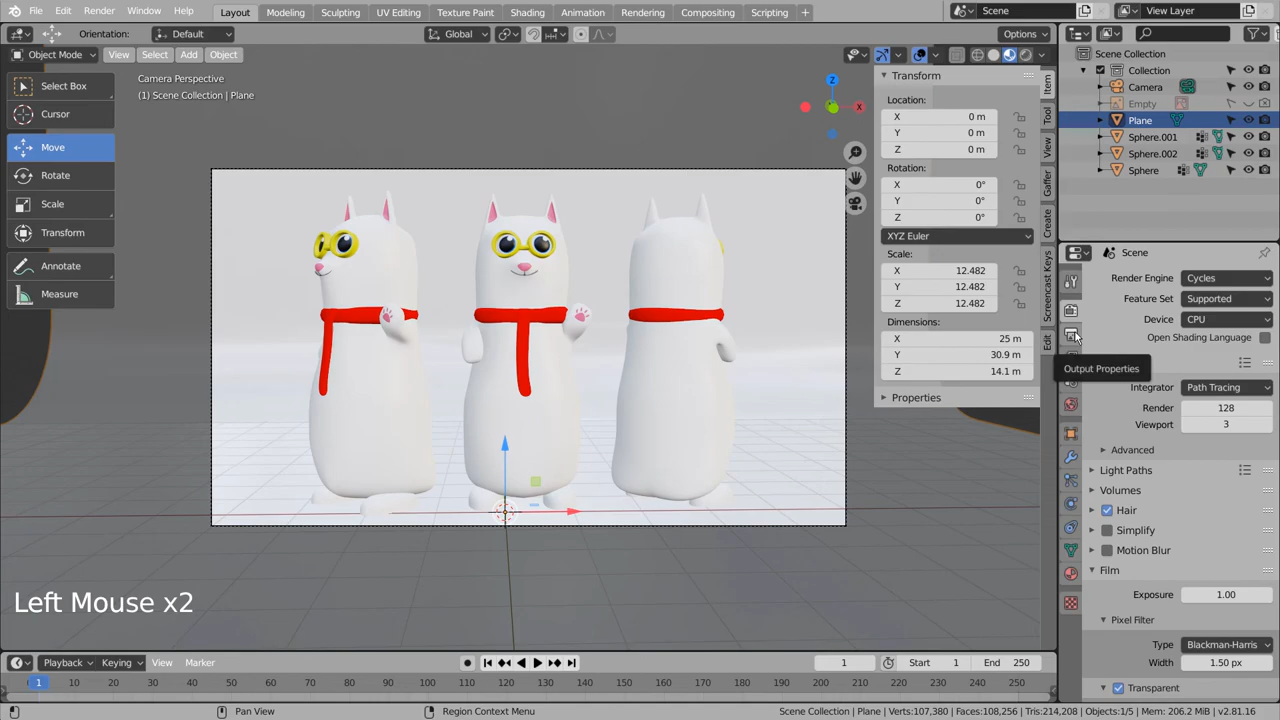 File Edit Render Window Help Layout Modeling Sculpting UV Editing Texture Paint Shading Animation Rendering Compositing Scripting + Scene View Layer
Orientation: Default Global Options
Object Mode View Select Add Object
Camera Perspective
(1) Scene Collection | Plane
Select Box
Cursor
Move
Rotate
Scale
Transform
Annotate
Measure
Z
X
Transform
Location:
X 0 m
Y 0 m
Z 0 m
Rotation:
X 0°
Y 0°
Z 0°
XYZ Euler
Scale:
X 12.482
Y 12.482
Z 12.482
Dimensions:
X 25 m
Y 30.9 m
Z 14.1 m
Properties
Item
Tool
View
Gaffer
Create
Screencast Keys
Edit
Scene Collection
Collection
Camera
Empty
Plane
Sphere.001
Sphere.002
Sphere
Scene
Render Engine Cycles
Feature Set Supported
Device CPU
Open Shading Language
Output Properties
Integrator Path Tracing
Render 128
Viewport 3
Advanced
Light Paths
Volumes
Hair
Simplify
Motion Blur
Film
Exposure 1.00
Pixel Filter
Type Blackman-Harris
Width 1.50 px
Transparent
Left Mouse x2
Playback Keying View Marker 1 Start 1 End 250
1 10 20 30 40 50 60 70 80 90 100 110 120 130 140 150 160 170 180 190 200 210 220 230 240 250
Pan View Region Context Menu Scene Collection | Plane | Verts:107,380 | Faces:108,256 | Tris:214,208 | Objects:1/5 | Mem: 206.2 MiB | v2.81.16